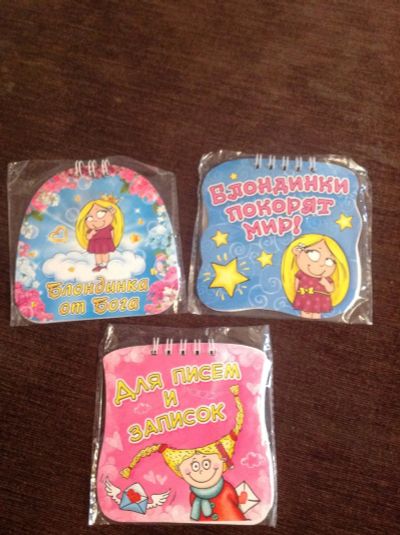 Блондинка
от Бога
Блондинки
покорят
мир!
Для писем
и
записок